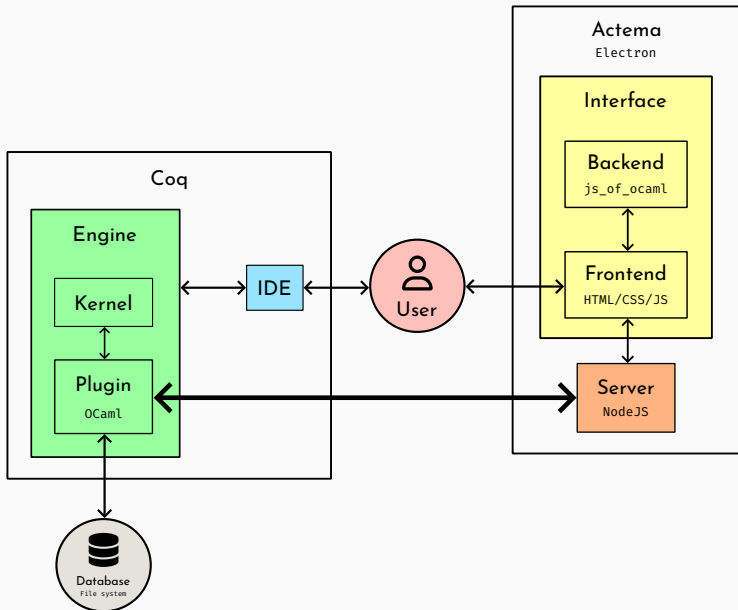 Actema
Electron
Interface
Backend
js_of_ocaml
Frontend
HTML/CSS/JS
Server
NodeJS
Coq
Engine
Kernel
Plugin
OCaml
IDE
User
Database
File system